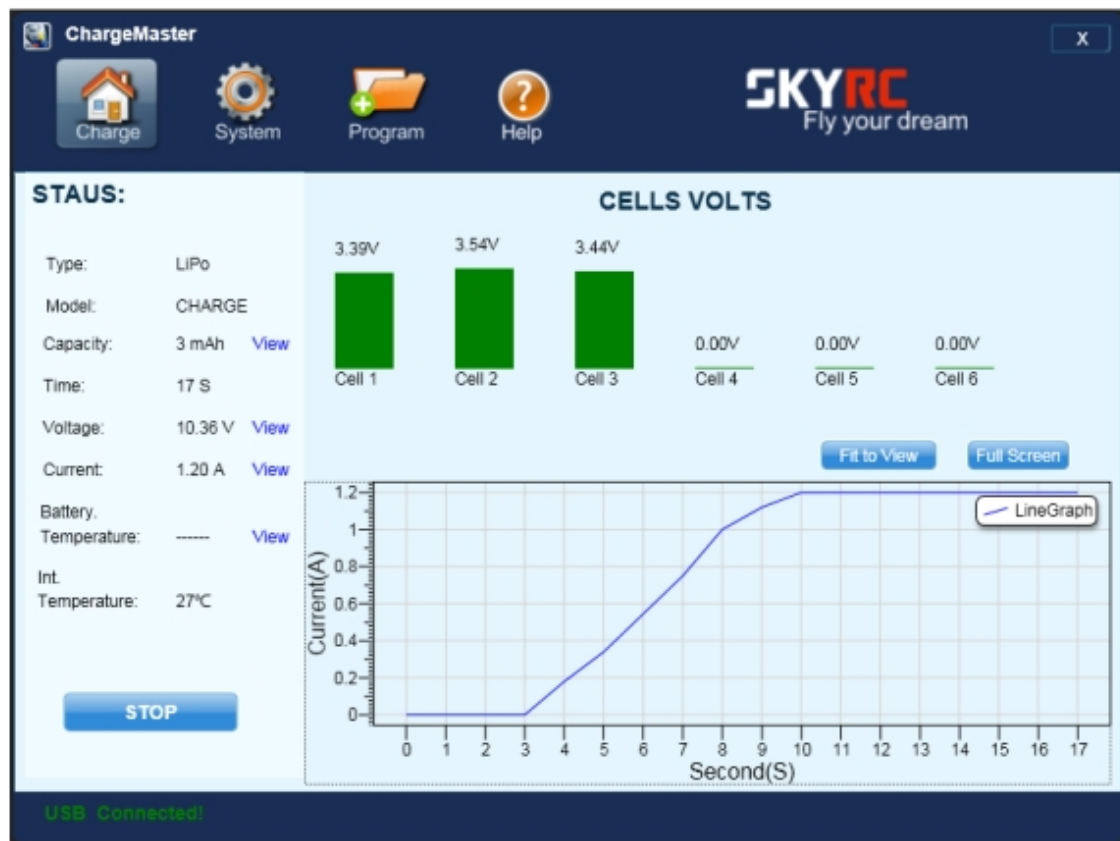 ChargeMaster
X
Charge System Program Help
SKYRC
Fly your dream
STAUS:
Type: LiPo
Model: CHARGE
Capacity: 3 mAh View
Time: 17 S
Voltage: 10.36 V View
Current: 1.20 A View
Battery.
Temperature: ------ View
Int.
Temperature: 27℃
STOP
CELLS VOLTS
3.39V 3.54V 3.44V 0.00V 0.00V 0.00V
Cell 1 Cell 2 Cell 3 Cell 4 Cell 5 Cell 6
Fit to View Full Screen
Current(A)
1.2
1
0.8
0.6
0.4
0.2
0
LineGraph
0 1 2 3 4 5 6 7 8 9 10 11 12 13 14 15 16 17
Second(S)
USB Connected!